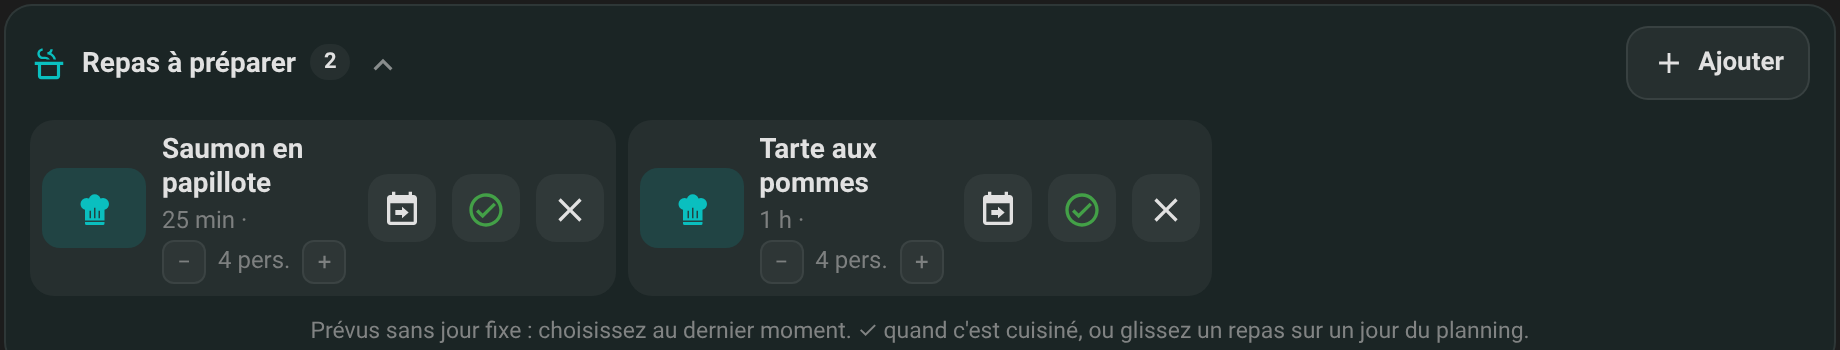 Repas à préparer 2
+ Ajouter
Saumon en
papillote
25 min ·
− 4 pers. +
Tarte aux
pommes
1 h ·
− 4 pers. +
Prévus sans jour fixe : choisissez au dernier moment. ✓ quand c'est cuisiné, ou glissez un repas sur un jour du planning.